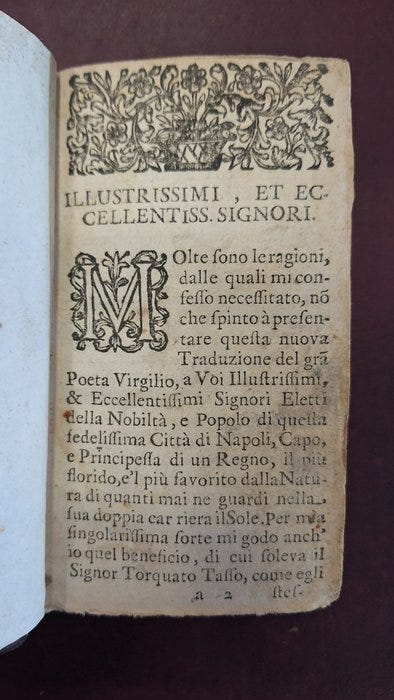 ILLUSTRISSIMI, ET EC-
CELLENTISS. SIGNORI.
MOlte ſono le ragioni,
dalle quali mi con-
feſſo neceſſitato, nõ
che ſpinto à preſen-
tare queſta nuova
Traduzione del grã
Poeta Virgilio, a Voi Illuſtriſſimi,
& Eccellentiſſimi Signori Eletti
della Nobiltà, e Popolo di queſta
fedeliſſima Città di Napoli, Capo,
e Principeſſa di un Regno, il più
florido, e'l più favorito dalla Natu-
ra di quanti mai ne guardi nella
ſua doppia car riera il Sole. Per mia
ſingolariſſima ſorte mi godo anch'
io quel beneficio, di cui ſoleva il
Signor Torquato Taſſo, come egli
a 2 ſteſ-